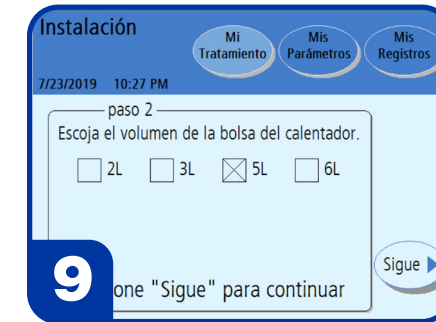 Instalación
Mi
Tratamiento
Mis
Parámetros
Mis
Registros
7/23/2019 10:27 PM
paso 2
Escoja el volumen de la bolsa del calentador.
2L 3L 5L 6L
Sigue
9
one "Sigue" para continuar